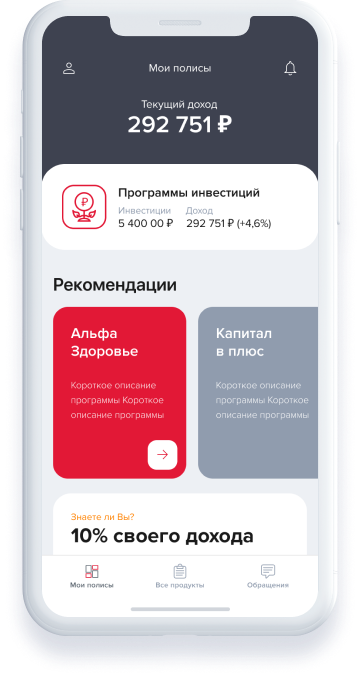 Мои полисы
Текущий доход
292 751 ₽
₽
Программы инвестиций
Инвестиции Доход
5 400 00 ₽ 292 751 ₽ (+4,6%)
Рекомендации
Альфа
Здоровье
Короткое описание
программы Короткое
описание программы
Капитал
в плюс
Короткое описание
программы Короткое
описание программы
Знаете ли Вы?
10% своего дохода
Мои полисы Все продукты Обращения